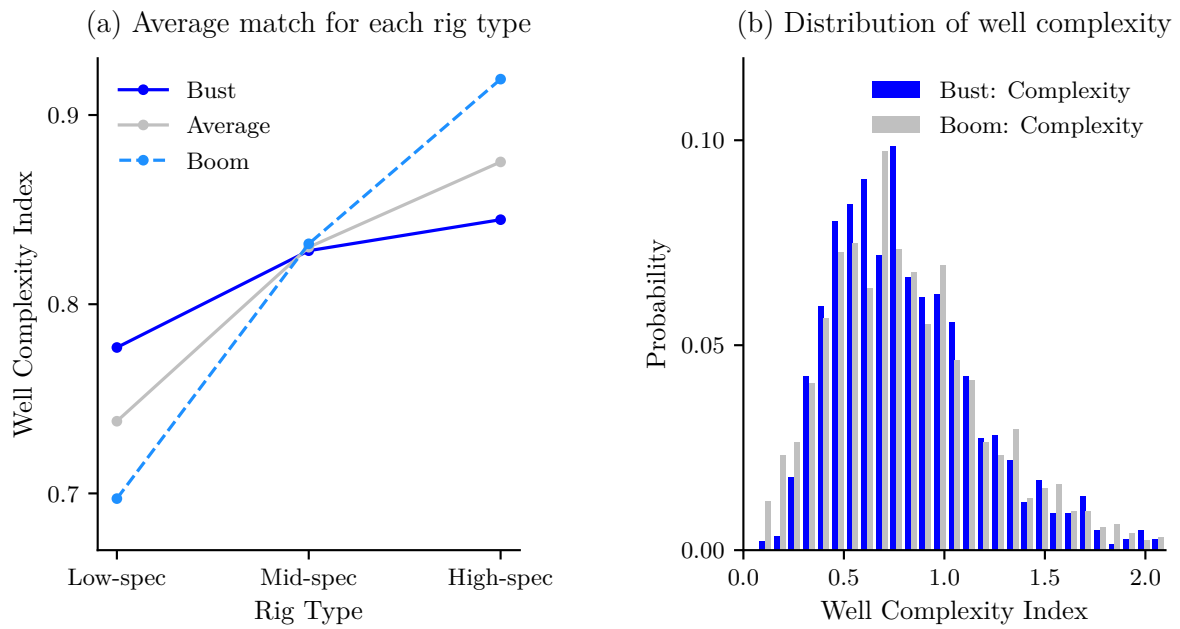 (a) Average match for each rig type
Bust
Average
Boom
0.9
0.8
0.7
Well Complexity Index
Low-spec
Mid-spec
High-spec
Rig Type
(b) Distribution of well complexity
Bust: Complexity
Boom: Complexity
0.10
0.05
0.00
Probability
0.0
0.5
1.0
1.5
2.0
Well Complexity Index